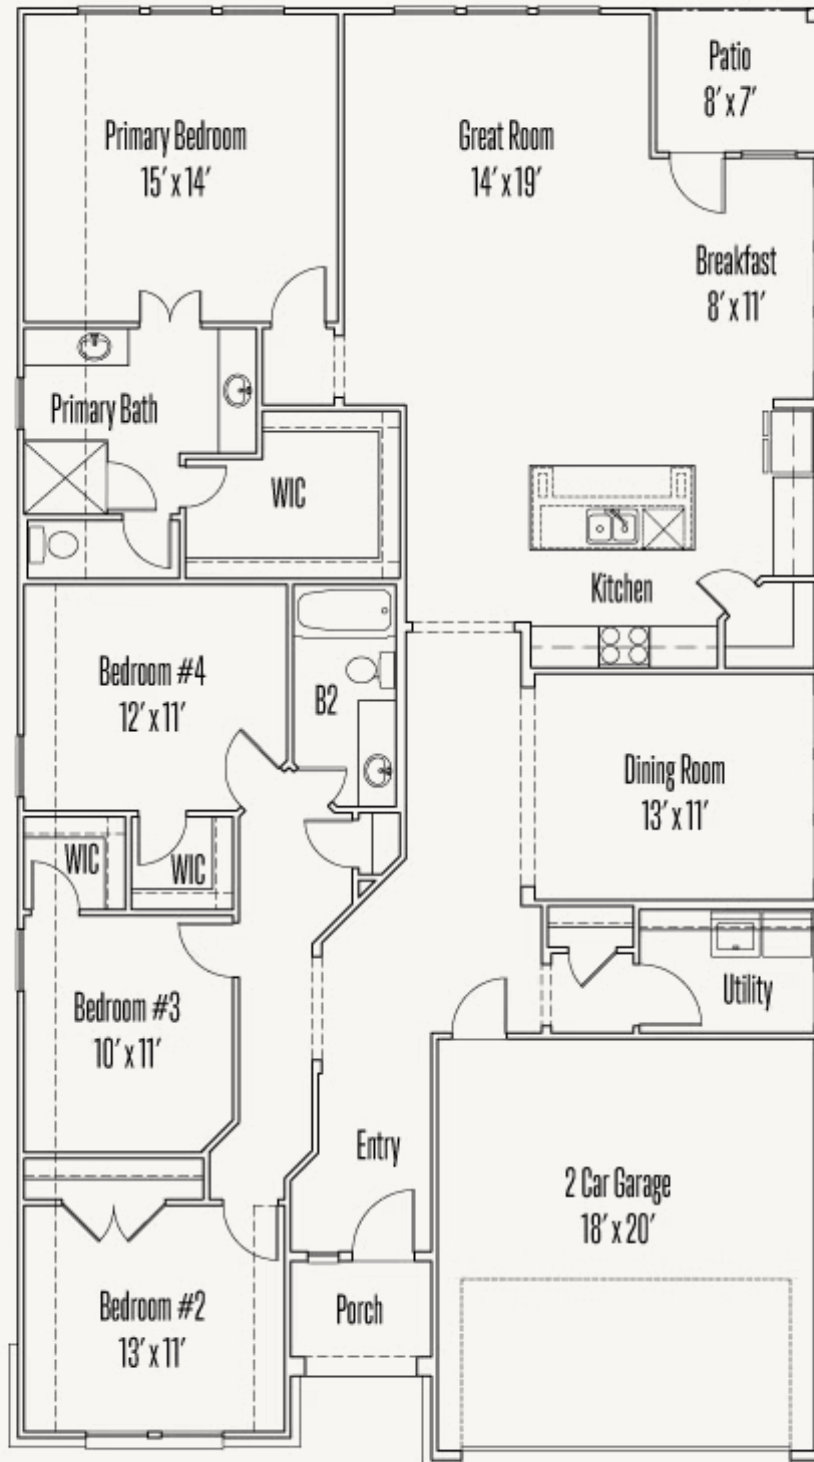 Patio
8′ x 7′
Primary Bedroom
15′ x 14′
Great Room
14′ x 19′
Breakfast
8′ x 11′
Primary Bath
WIC
Kitchen
Bedroom #4
12′ x 11′
B2
Dining Room
13′ x 11′
WIC
WIC
Utility
Bedroom #3
10′ x 11′
Entry
2 Car Garage
18′ x 20′
Bedroom #2
13′ x 11′
Porch